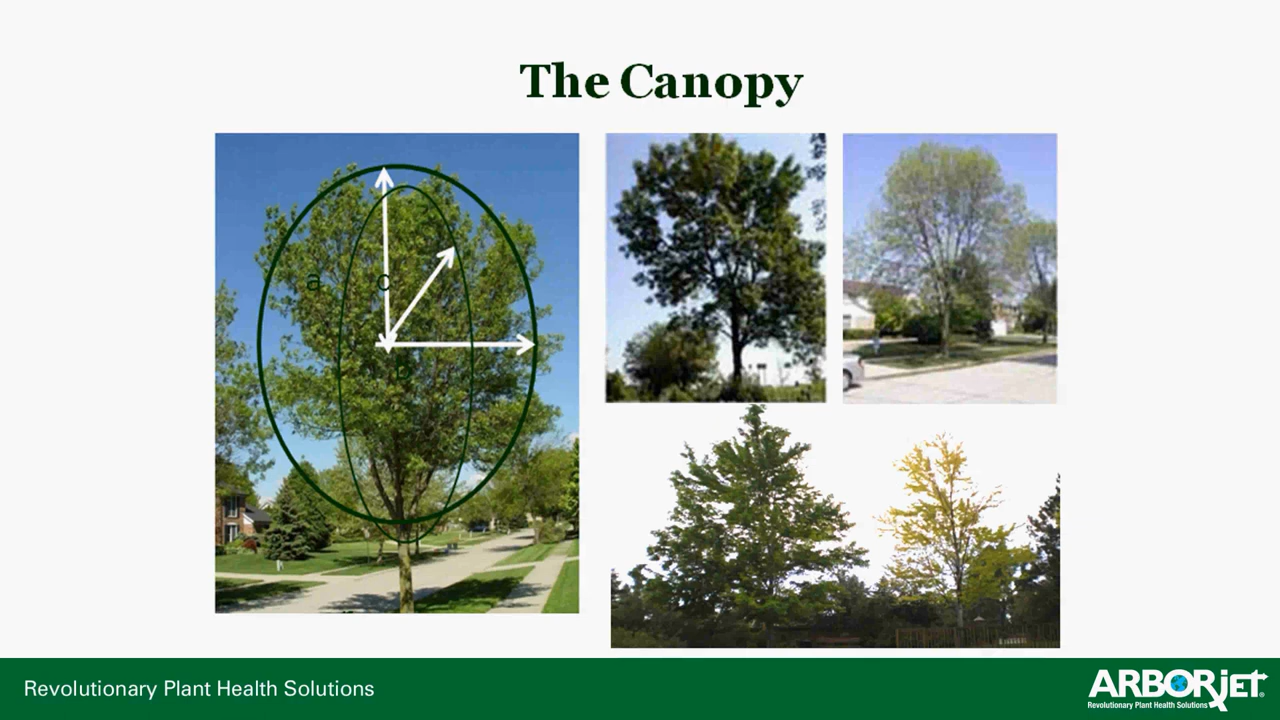 The Canopy
a
c
b
Revolutionary Plant Health Solutions
ARBORjet
Revolutionary Plant Health Solutions